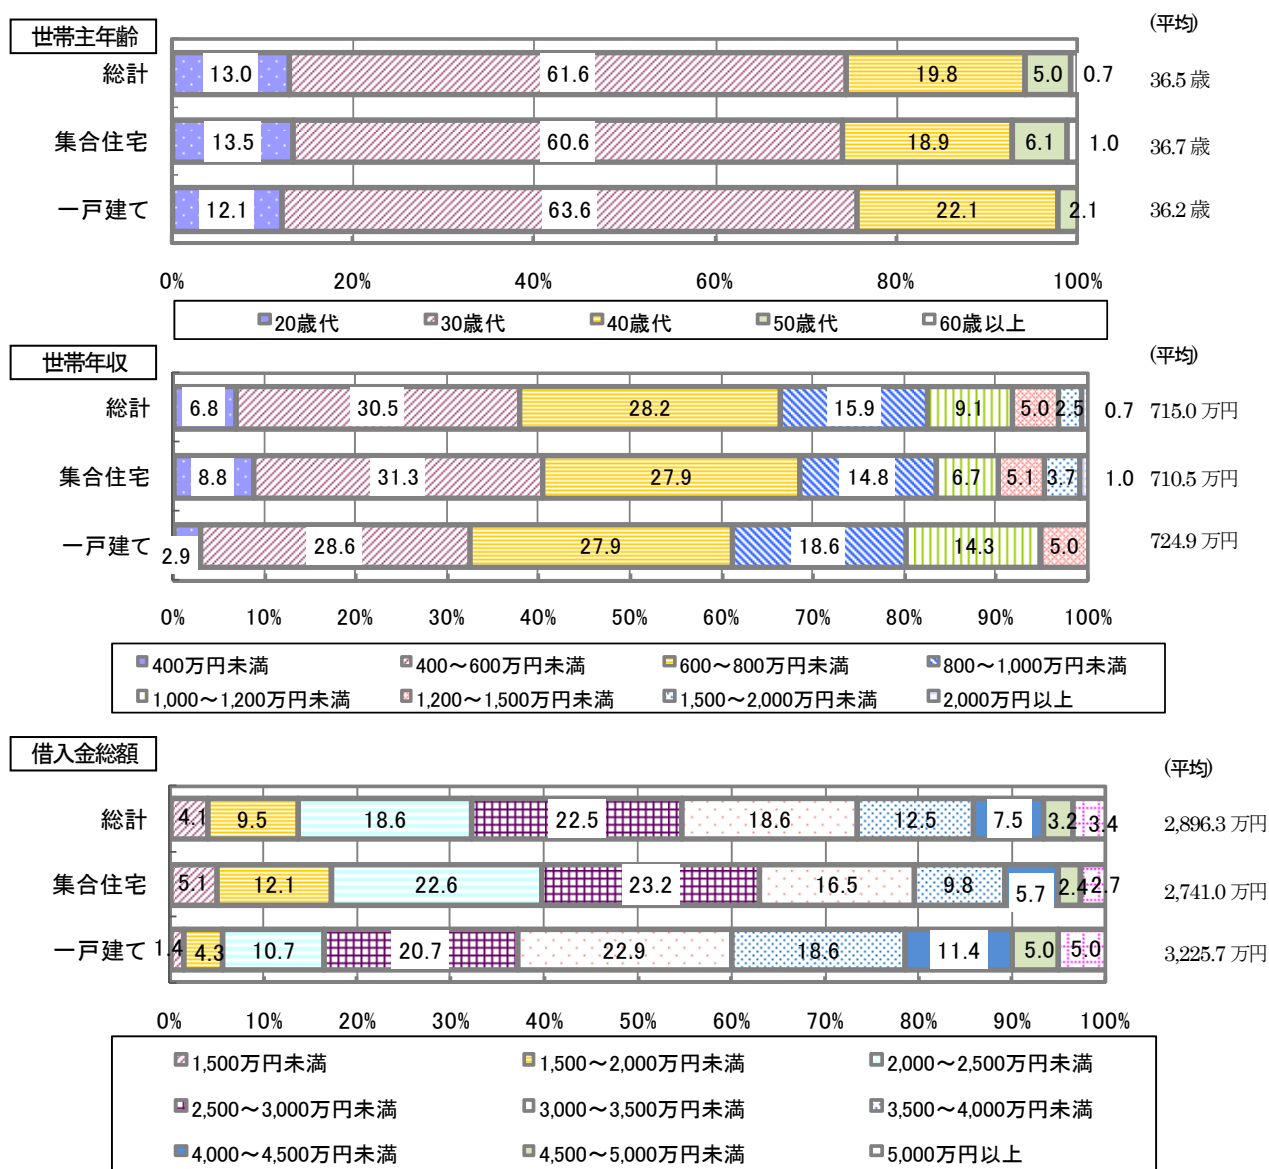 世帯主年齢
(平均)
総計 13.0 61.6 19.8 5.0 0.7 36.5 歳
集合住宅 13.5 60.6 18.9 6.1 1.0 36.7 歳
一戸建て 12.1 63.6 22.1 2.1 36.2 歳
0% 20% 40% 60% 80% 100%
20歳代 30歳代 40歳代 50歳代 60歳以上
世帯年収
(平均)
総計 6.8 30.5 28.2 15.9 9.1 5.0 2.5 0.7 715.0 万円
集合住宅 8.8 31.3 27.9 14.8 6.7 5.1 3.7 1.0 710.5 万円
一戸建て 2.9 28.6 27.9 18.6 14.3 5.0 724.9 万円
0% 10% 20% 30% 40% 50% 60% 70% 80% 90% 100%
400万円未満 400～600万円未満 600～800万円未満 800～1,000万円未満
1,000～1,200万円未満 1,200～1,500万円未満 1,500～2,000万円未満 2,000万円以上
借入金総額
(平均)
総計 4.1 9.5 18.6 22.5 18.6 12.5 7.5 3.2 3.4 2,896.3 万円
集合住宅 5.1 12.1 22.6 23.2 16.5 9.8 5.7 2.4 2.7 2,741.0 万円
一戸建て 1.4 4.3 10.7 20.7 22.9 18.6 11.4 5.0 5.0 3,225.7 万円
0% 10% 20% 30% 40% 50% 60% 70% 80% 90% 100%
1,500万円未満 1,500～2,000万円未満 2,000～2,500万円未満
2,500～3,000万円未満 3,000～3,500万円未満 3,500～4,000万円未満
4,000～4,500万円未満 4,500～5,000万円未満 5,000万円以上